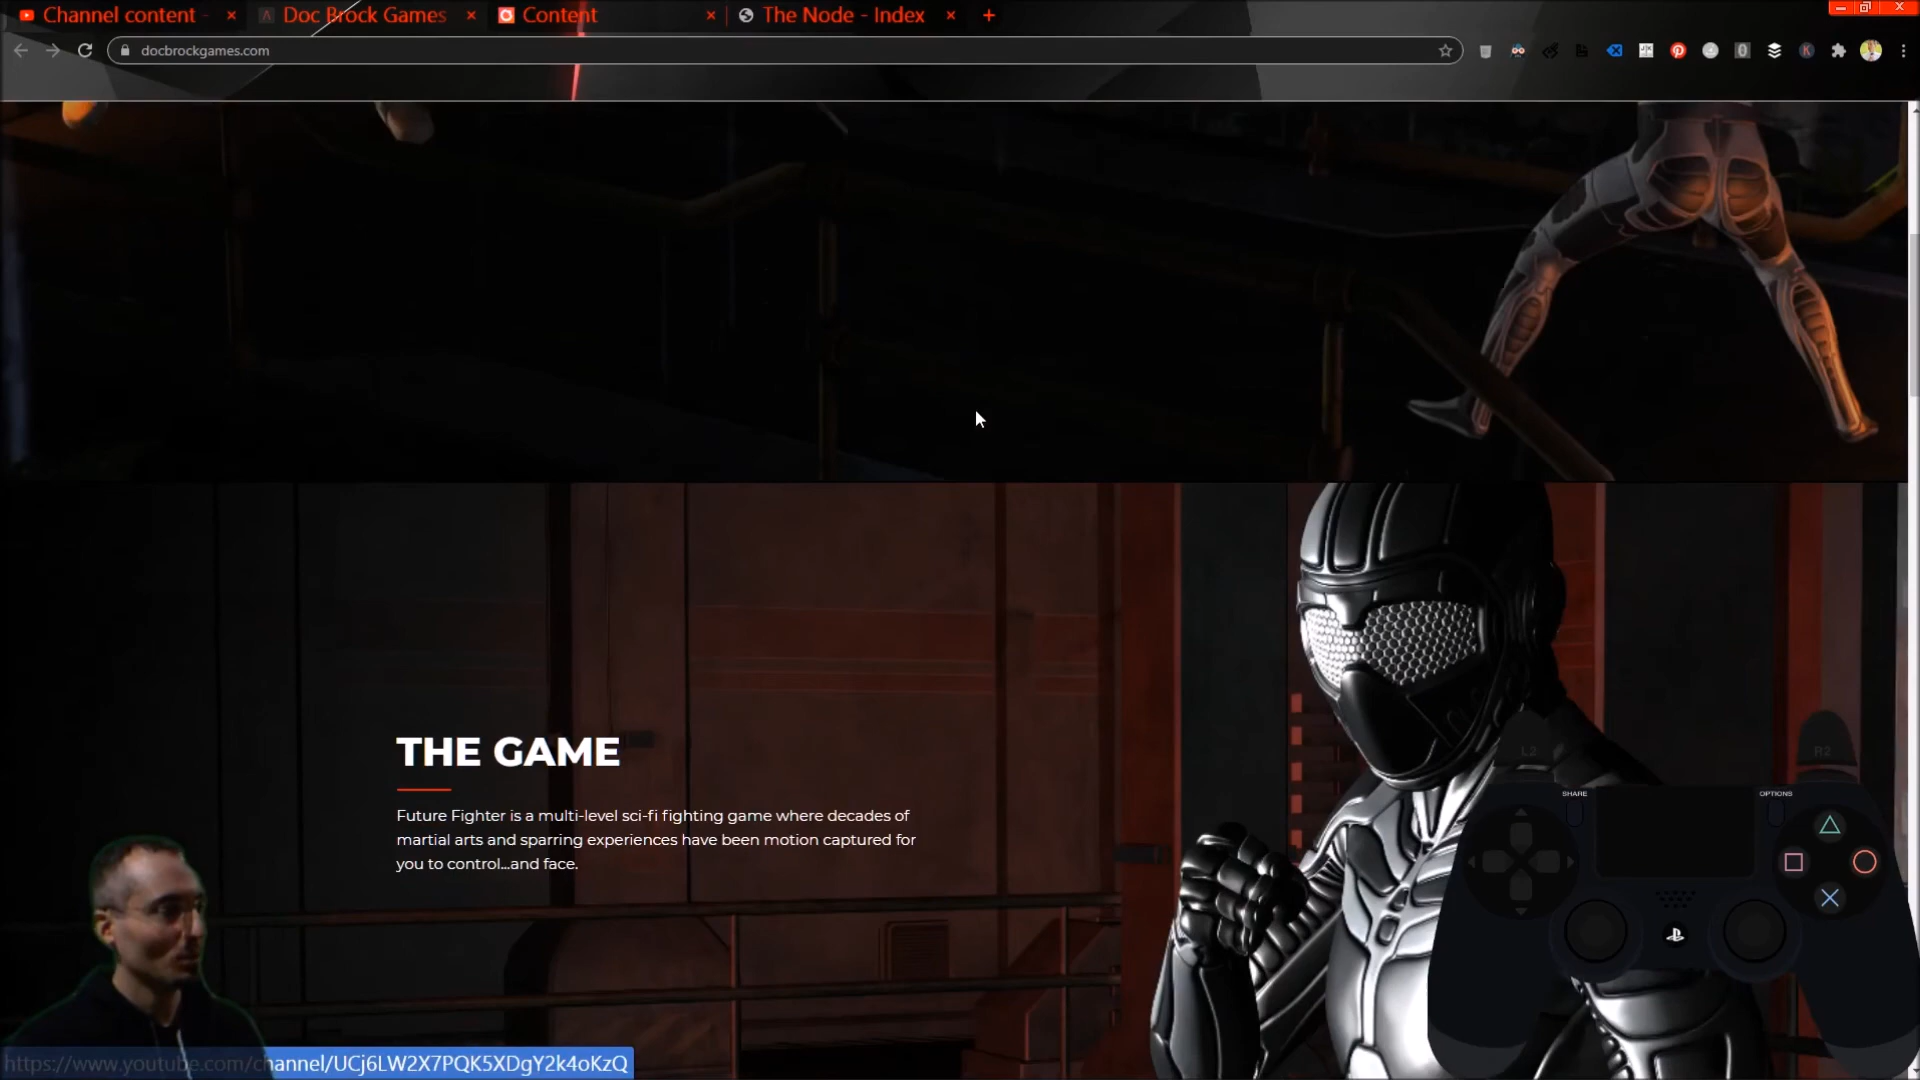 Channel content -
Doc Brock Games
Content
The Node - Index
docbrockgames.com
THE GAME
Future Fighter is a multi-level sci-fi fighting game where decades of
martial arts and sparring experiences have been motion captured for
you to control...and face.
L2
R2
SHARE
OPTIONS
https://www.youtube.com/channel/UCj6LW2X7PQK5XDgY2k4oKzQ